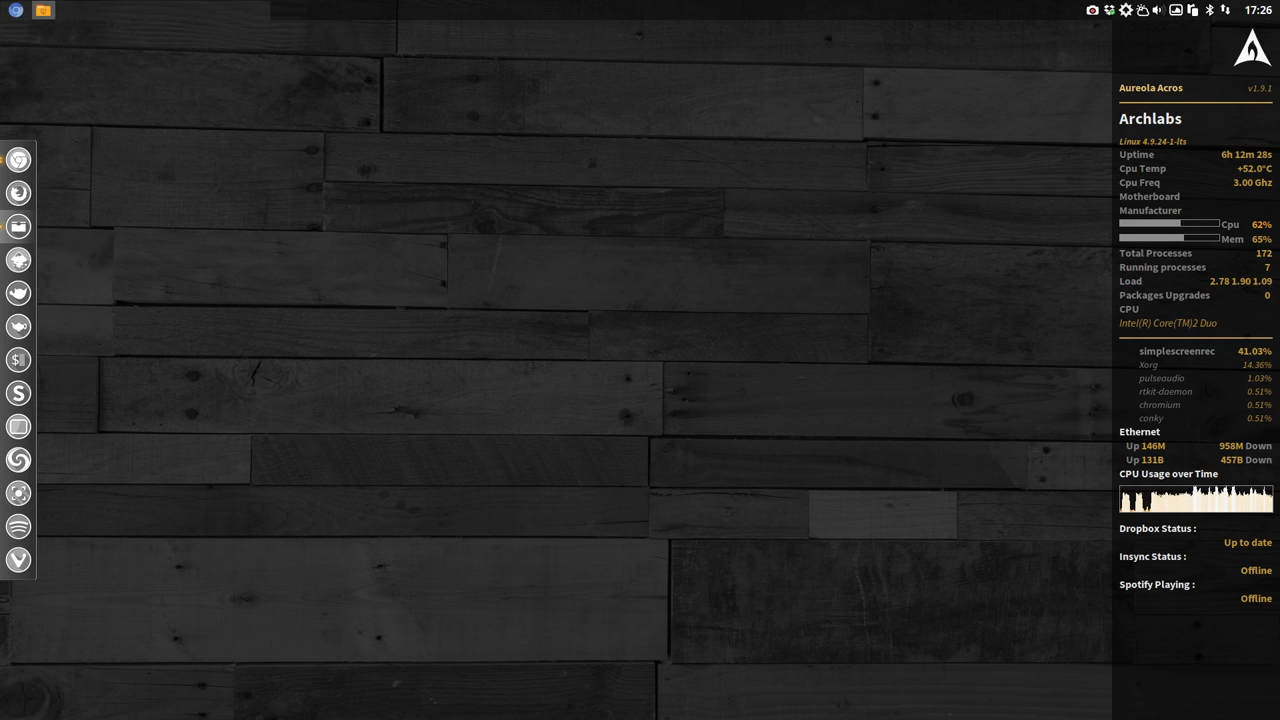 17:26
Aureola Acros v1.9.1
Archlabs
Linux 4.9.24-1-lts
Uptime 6h 12m 28s
Cpu Temp +52.0°C
Cpu Freq 3.00 Ghz
Motherboard
Manufacturer
Cpu 62%
Mem 65%
Total Processes 172
Running processes 7
Load 2.78 1.90 1.09
Packages Upgrades 0
CPU
Intel(R) Core(TM)2 Duo
simplescreenrec 41.03%
Xorg 14.36%
pulseaudio 1.03%
rtkit-daemon 0.51%
chromium 0.51%
conky 0.51%
Ethernet
Up 146M 958M Down
Up 131B 457B Down
CPU Usage over Time
Dropbox Status :
Up to date
Insync Status :
Offline
Spotify Playing :
Offline